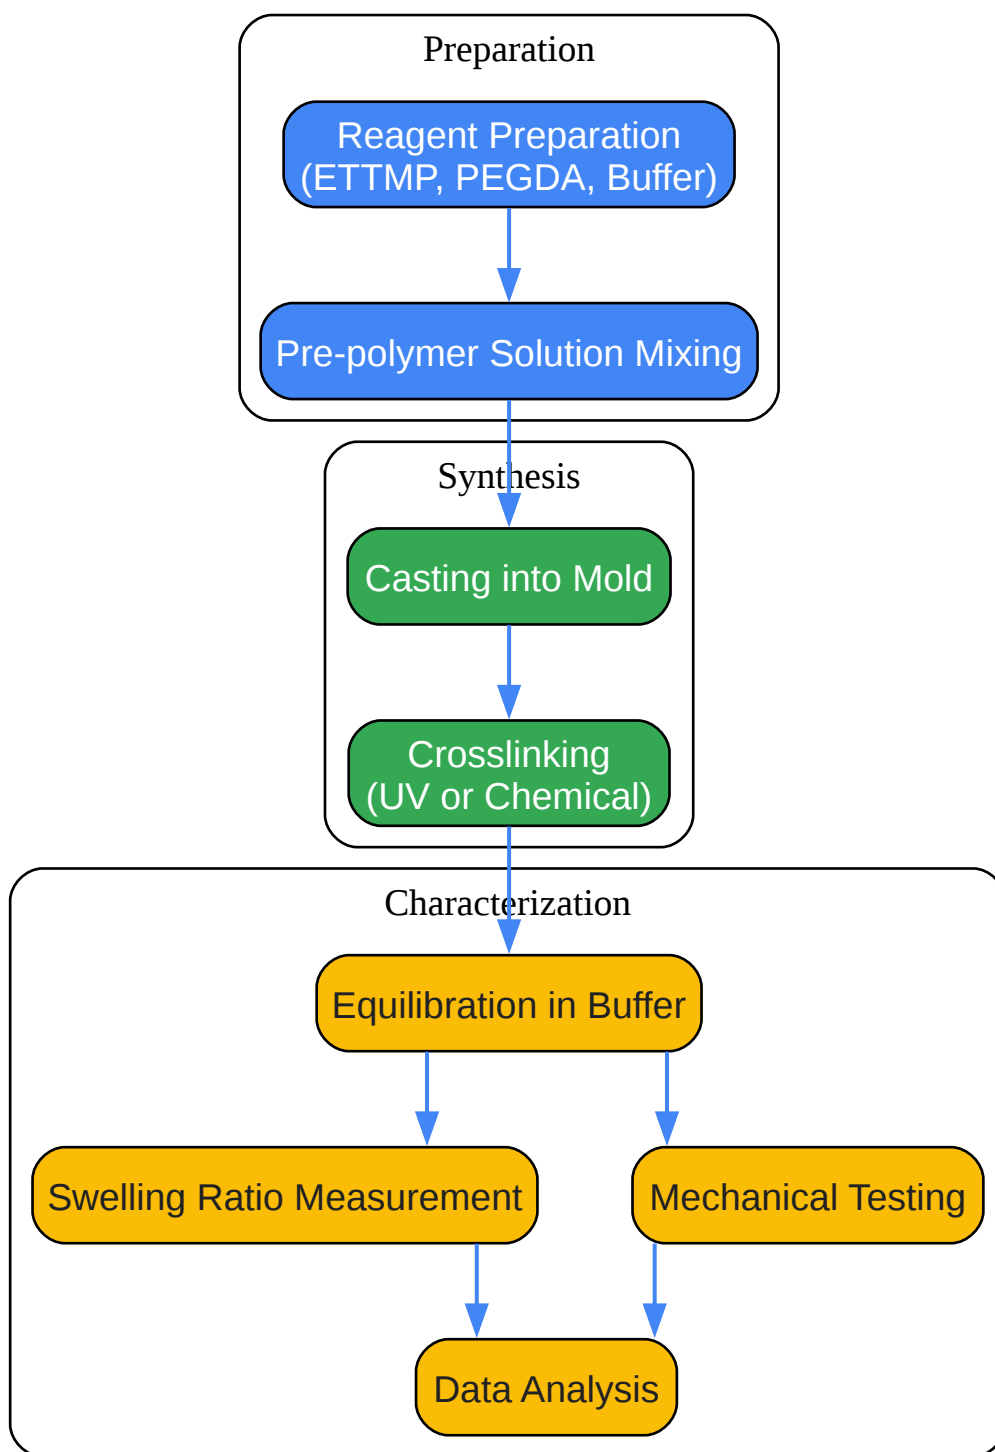 Preparation
Reagent Preparation
(ETTMP, PEGDA, Buffer)
Pre-polymer Solution Mixing
Synthesis
Casting into Mold
Crosslinking
(UV or Chemical)
Characterization
Equilibration in Buffer
Swelling Ratio Measurement
Mechanical Testing
Data Analysis